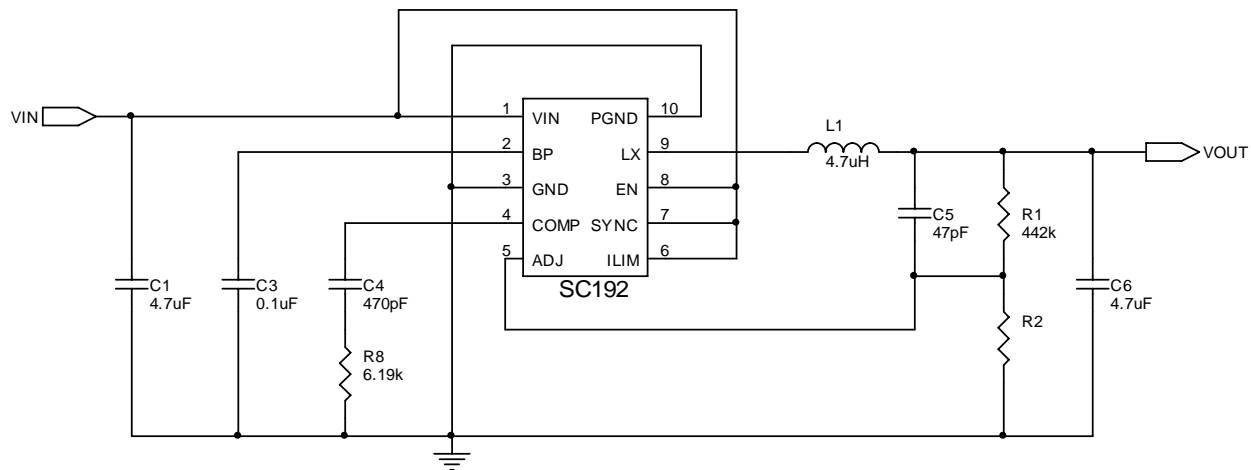 VIN
1
VIN
PGND
10
2
BP
LX
9
3
GND
EN
8
4
COMP
SYNC
7
5
ADJ
ILIM
6
SC192
L1
4.7uH
VOUT
C5
47pF
R1
442k
C1
4.7uF
C3
0.1uF
C4
470pF
C6
4.7uF
R2
R8
6.19k